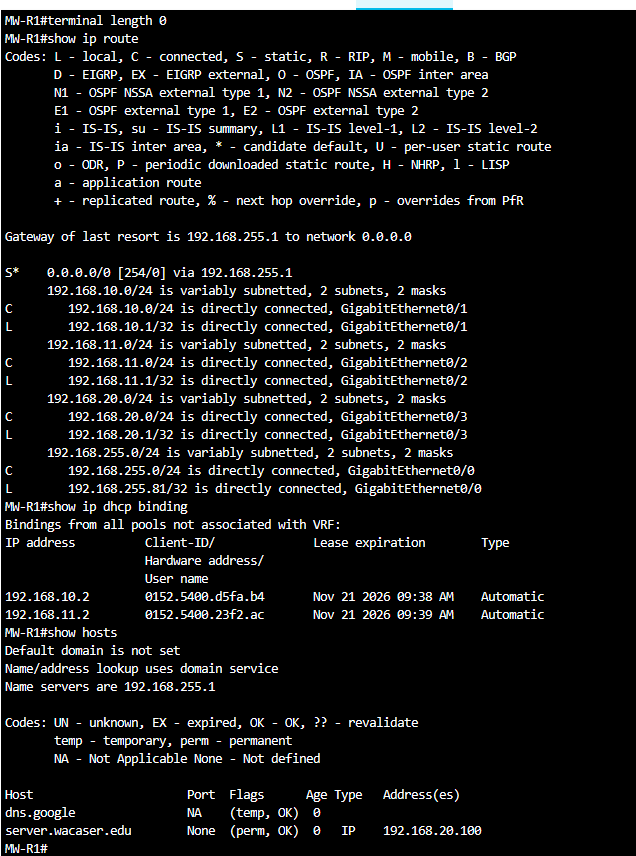 MW-R1#terminal length 0
MW-R1#show ip route
Codes: L - local, C - connected, S - static, R - RIP, M - mobile, B - BGP
       D - EIGRP, EX - EIGRP external, O - OSPF, IA - OSPF inter area
       N1 - OSPF NSSA external type 1, N2 - OSPF NSSA external type 2
       E1 - OSPF external type 1, E2 - OSPF external type 2
       i - IS-IS, su - IS-IS summary, L1 - IS-IS level-1, L2 - IS-IS level-2
       ia - IS-IS inter area, * - candidate default, U - per-user static route
       o - ODR, P - periodic downloaded static route, H - NHRP, l - LISP
       a - application route
       + - replicated route, % - next hop override, p - overrides from PfR

Gateway of last resort is 192.168.255.1 to network 0.0.0.0

S*    0.0.0.0/0 [254/0] via 192.168.255.1
      192.168.10.0/24 is variably subnetted, 2 subnets, 2 masks
C        192.168.10.0/24 is directly connected, GigabitEthernet0/1
L        192.168.10.1/32 is directly connected, GigabitEthernet0/1
      192.168.11.0/24 is variably subnetted, 2 subnets, 2 masks
C        192.168.11.0/24 is directly connected, GigabitEthernet0/2
L        192.168.11.1/32 is directly connected, GigabitEthernet0/2
      192.168.20.0/24 is variably subnetted, 2 subnets, 2 masks
C        192.168.20.0/24 is directly connected, GigabitEthernet0/3
L        192.168.20.1/32 is directly connected, GigabitEthernet0/3
      192.168.255.0/24 is variably subnetted, 2 subnets, 2 masks
C        192.168.255.0/24 is directly connected, GigabitEthernet0/0
L        192.168.255.81/32 is directly connected, GigabitEthernet0/0
MW-R1#show ip dhcp binding
Bindings from all pools not associated with VRF:
IP address          Client-ID/              Lease expiration        Type
                    Hardware address/
                    User name
192.168.10.2        0152.5400.d5fa.b4       Nov 21 2026 09:38 AM    Automatic
192.168.11.2        0152.5400.23f2.ac       Nov 21 2026 09:39 AM    Automatic
MW-R1#show hosts
Default domain is not set
Name/address lookup uses domain service
Name servers are 192.168.255.1

Codes: UN - unknown, EX - expired, OK - OK, ?? - revalidate
       temp - temporary, perm - permanent
       NA - Not Applicable None - Not defined

Host                      Port  Flags      Age Type   Address(es)
dns.google                NA    (temp, OK)  0
server.wacaser.edu        None  (perm, OK)  0   IP    192.168.20.100
MW-R1#